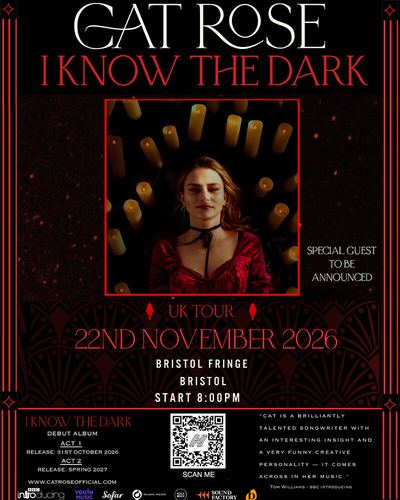 CAT ROSE
I KNOW THE DARK
SPECIAL GUEST
TO BE
ANNOUNCED
UK TOUR
22ND NOVEMBER 2026
BRISTOL FRINGE
BRISTOL
START 8:00PM
I KNOW THE DARK
DEBUT ALBUM
ACT 1
RELEASE: 31ST OCTOBER 2026
ACT 2
RELEASE: SPRING 2027
WWW.CATROSEOFFICIAL.COM
SCAN ME
"CAT IS A BRILLIANTLY
TALENTED SONGWRITER WITH
AN INTERESTING INSIGHT AND
A VERY FUNNY CREATIVE
PERSONALITY — IT COMES
ACROSS IN HER MUSIC."
TOM WILLIAMS - BBC INTRODUCING
BBC
introducing
YOUTH
MUSIC
Sofar
SOUND
FACTORY